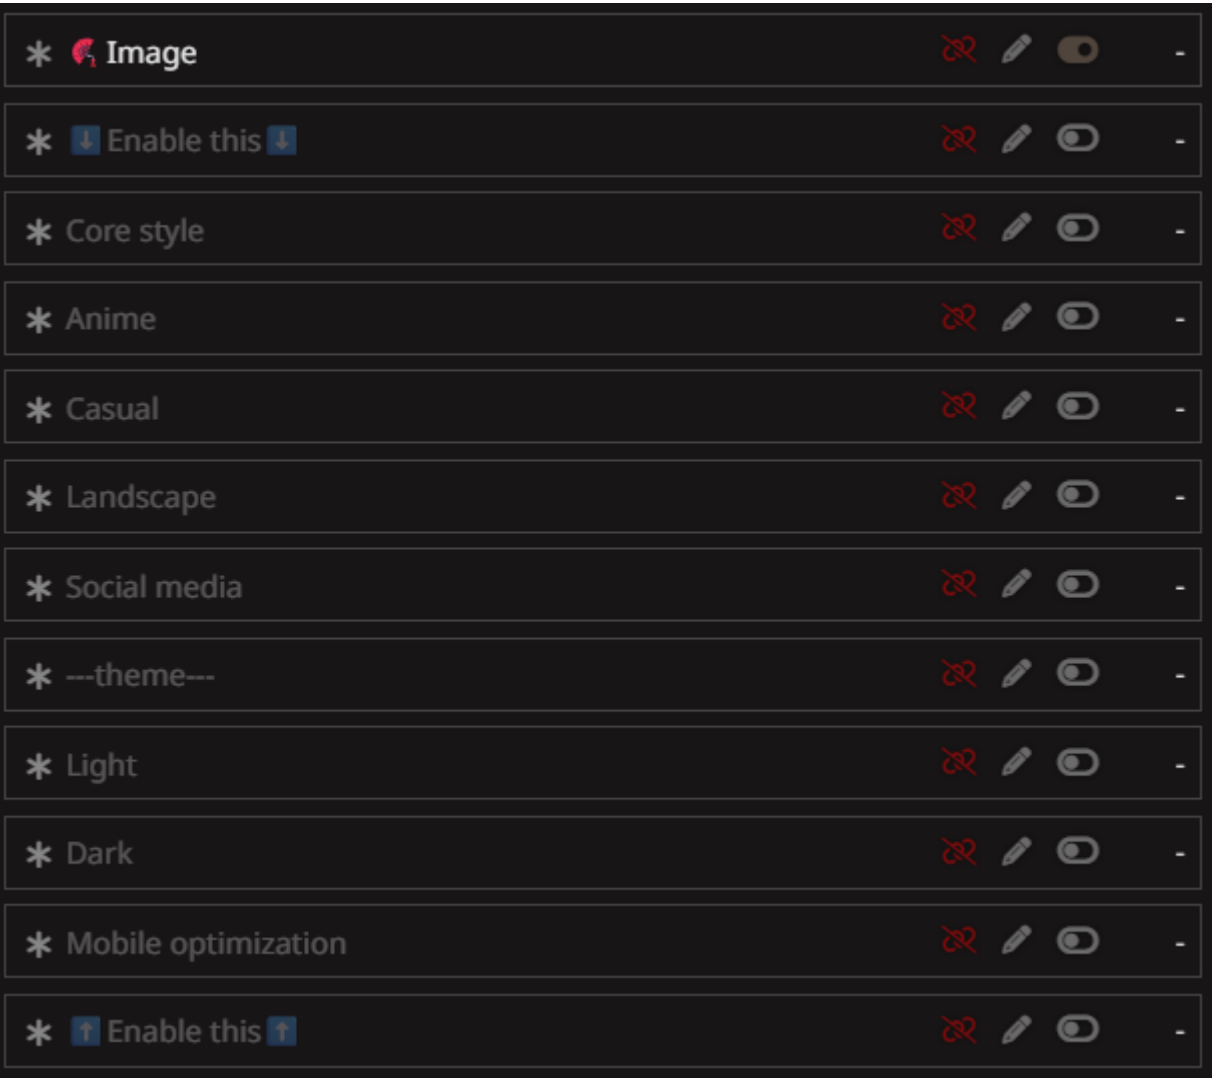 🪭 Image -
⬇️ Enable this ⬇️ -
Core style -
Anime -
Casual -
Landscape -
Social media -
---theme--- -
Light -
Dark -
Mobile optimization -
⬆️ Enable this ⬆️ -